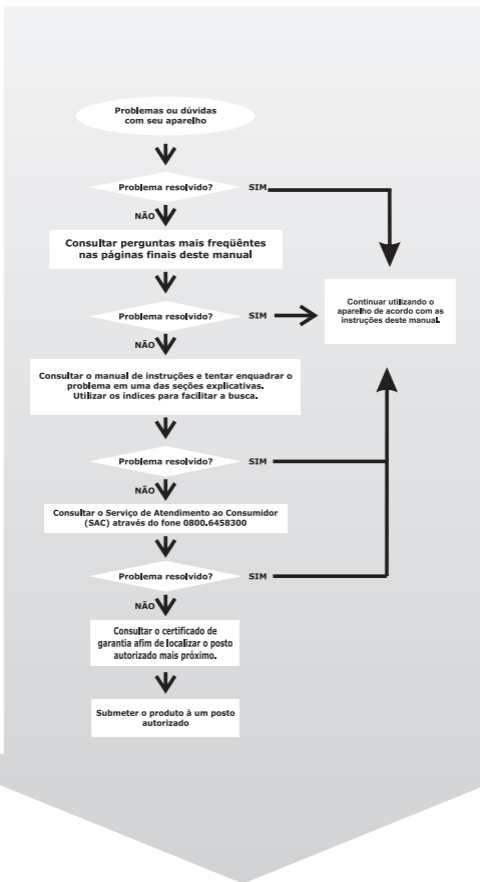 Problemas ou dúvidas
com seu aparelho
Problema resolvido? SIM
NÃO
Consultar perguntas mais freqüêntes
nas páginas finais deste manual
Problema resolvido? SIM
Continuar utilizando o
aparelho de acordo com as
instruções deste manual.
NÃO
Consultar o manual de instruções e tentar enquadrar o
problema em uma das seções explicativas.
Utilizar os índices para facilitar a busca.
Problema resolvido? SIM
NÃO
Consultar o Serviço de Atendimento ao Consumidor
(SAC) através do fone 0800.6458300
Problema resolvido? SIM
NÃO
Consultar o certificado de
garantia afim de localizar o posto
autorizado mais próximo.
Submeter o produto à um posto
autorizado